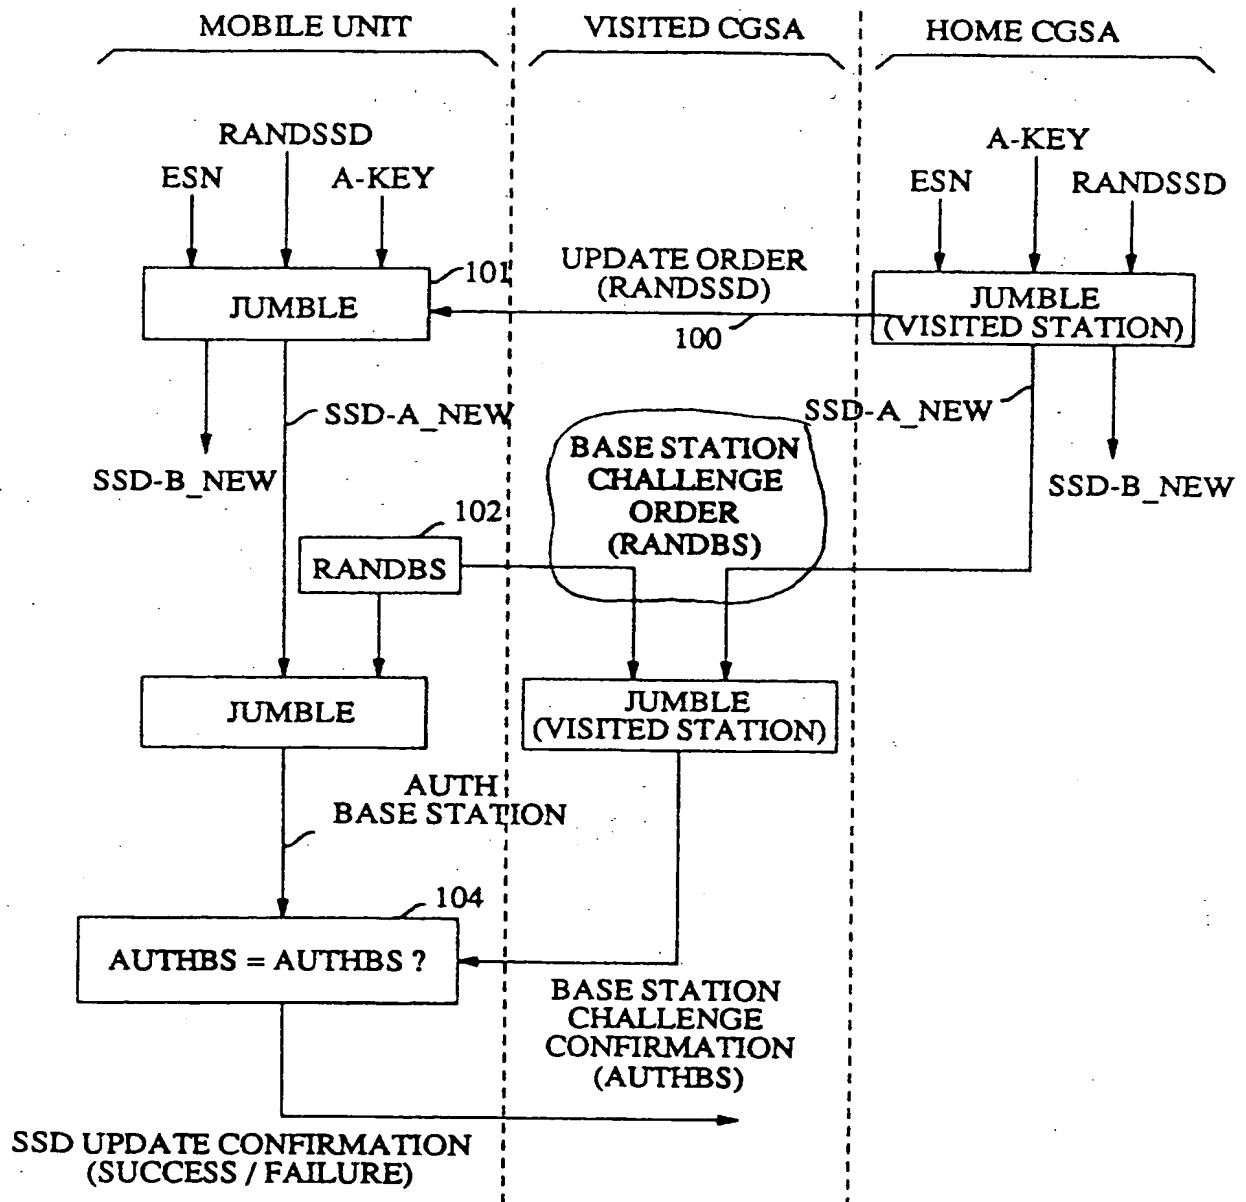 MOBILE UNIT
VISITED CGSA
HOME CGSA
RANDSSD
ESN
A-KEY
A-KEY
ESN
RANDSSD
101
JUMBLE
UPDATE ORDER
(RANDSSD)
100
JUMBLE
(VISITED STATION)
SSD-A_NEW
SSD-B_NEW
SSD-A_NEW
SSD-B_NEW
BASE STATION
CHALLENGE
ORDER
(RANDBS)
102
RANDBS
JUMBLE
JUMBLE
(VISITED STATION)
AUTH
BASE STATION
104
AUTHBS = AUTHBS ?
BASE STATION
CHALLENGE
CONFIRMATION
(AUTHBS)
SSD UPDATE CONFIRMATION
(SUCCESS / FAILURE)